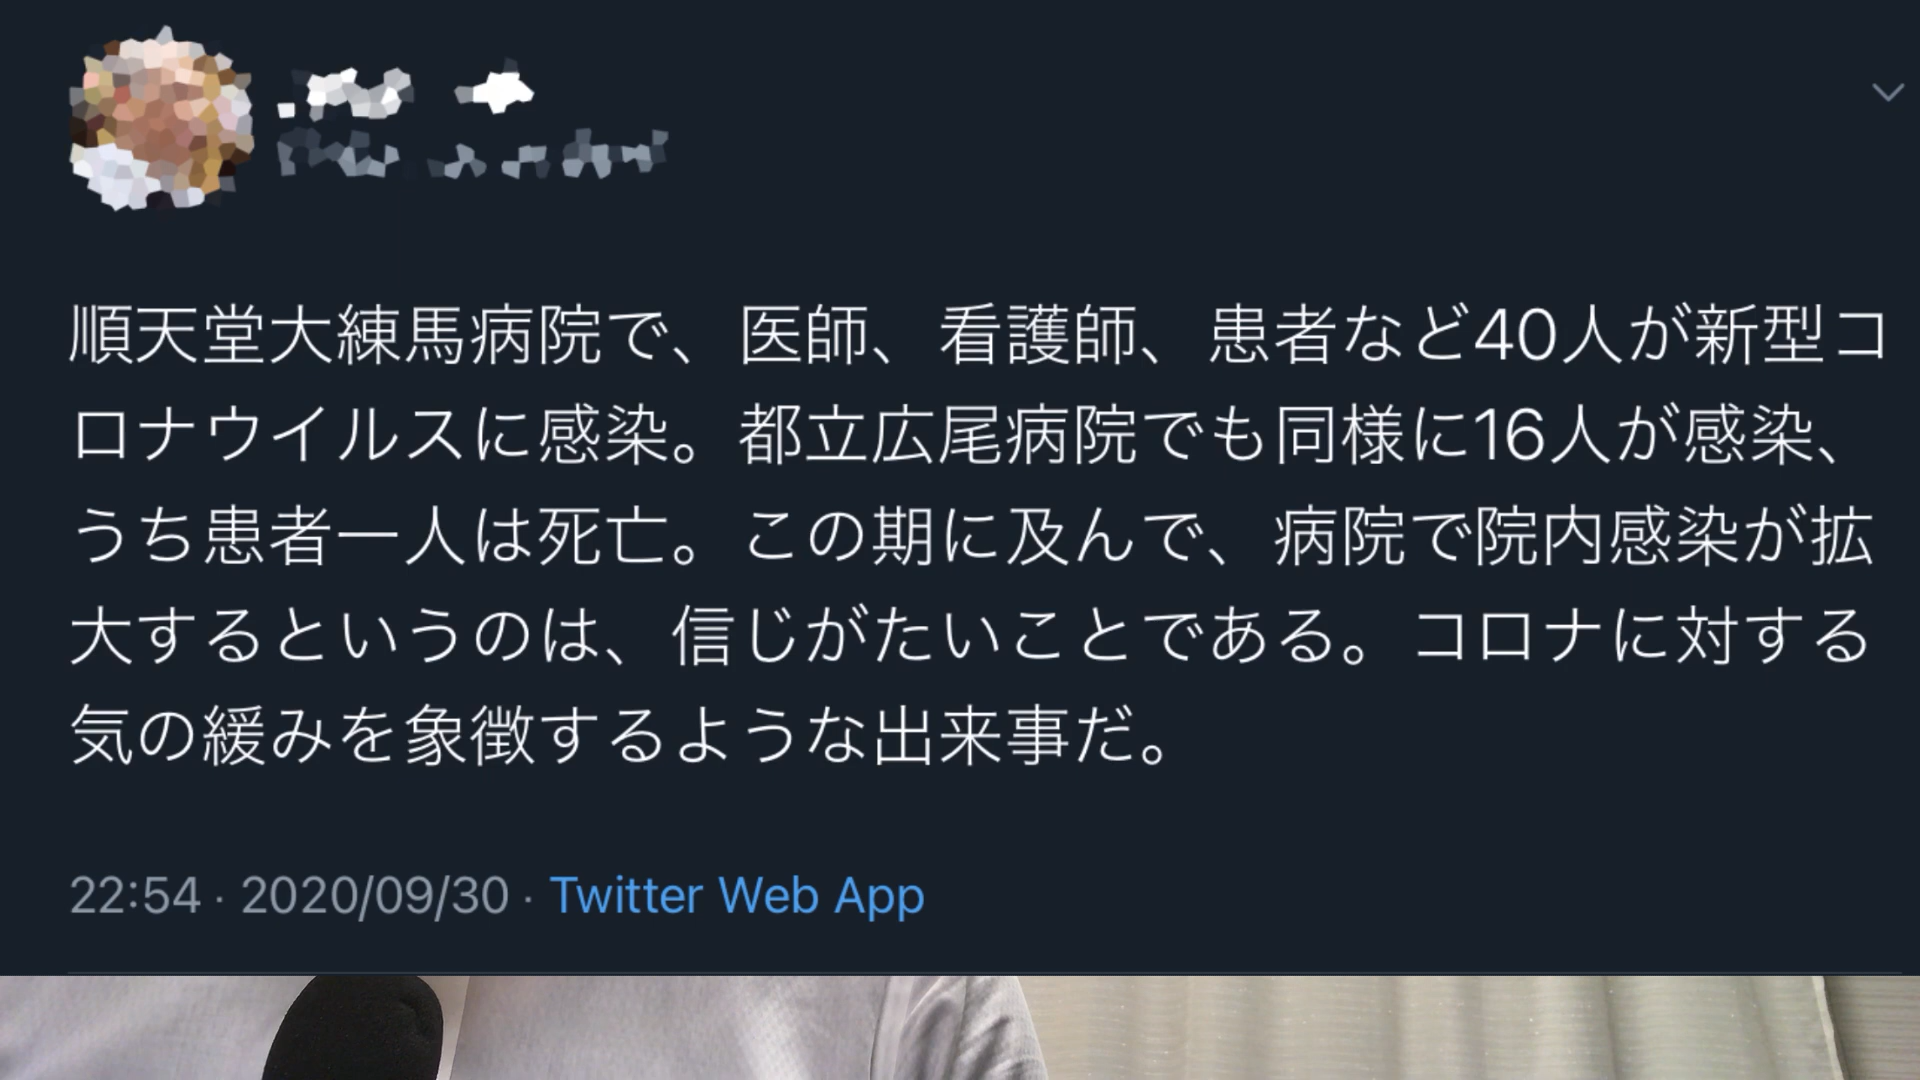 順天堂大練馬病院で、医師、看護師、患者など40人が新型コ
ロナウイルスに感染。都立広尾病院でも同様に16人が感染、
うち患者一人は死亡。この期に及んで、病院で院内感染が拡
大するというのは、信じがたいことである。コロナに対する
気の緩みを象徴するような出来事だ。
22:54 · 2020/09/30 · Twitter Web App